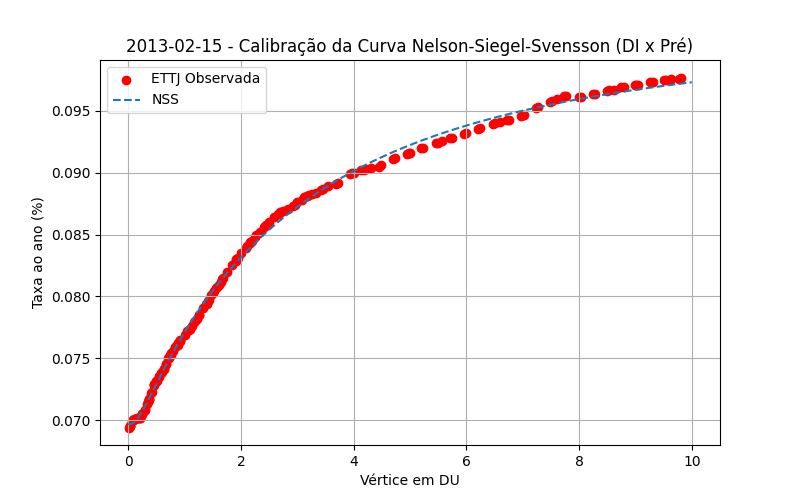 2013-02-15 - Calibração da Curva Nelson-Siegel-Svensson (DI x Pré)
ETTJ Observada
NSS
Taxa ao ano (%)
0.095
0.090
0.085
0.080
0.075
0.070
0 2 4 6 8 10
Vértice em DU